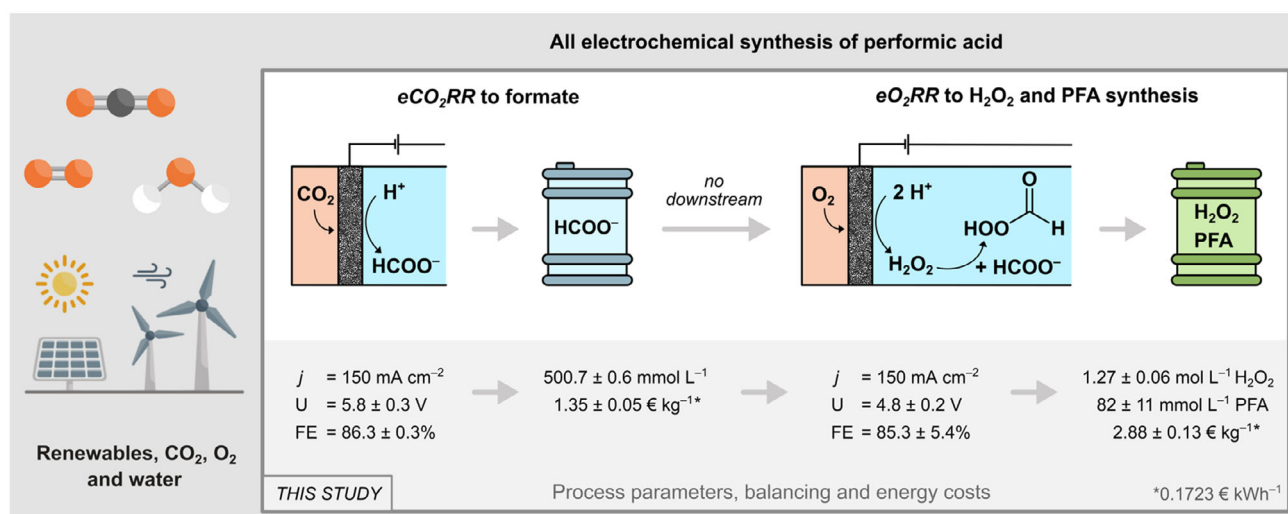 All electrochemical synthesis of performic acid
eCO₂RR to formate
CO₂
H⁺
HCOO⁻
HCOO⁻
no
downstream
eO₂RR to H₂O₂ and PFA synthesis
O₂
2 H⁺
H₂O₂
O
HOO
H
+ HCOO⁻
H₂O₂
PFA
j = 150 mA cm⁻²
U = 5.8 ± 0.3 V
FE = 86.3 ± 0.3%
500.7 ± 0.6 mmol L⁻¹
1.35 ± 0.05 € kg⁻¹*
j = 150 mA cm⁻²
U = 4.8 ± 0.2 V
FE = 85.3 ± 5.4%
1.27 ± 0.06 mol L⁻¹ H₂O₂
82 ± 11 mmol L⁻¹ PFA
2.88 ± 0.13 € kg⁻¹*
Renewables, CO₂, O₂
and water
THIS STUDY
Process parameters, balancing and energy costs
*0.1723 € kWh⁻¹